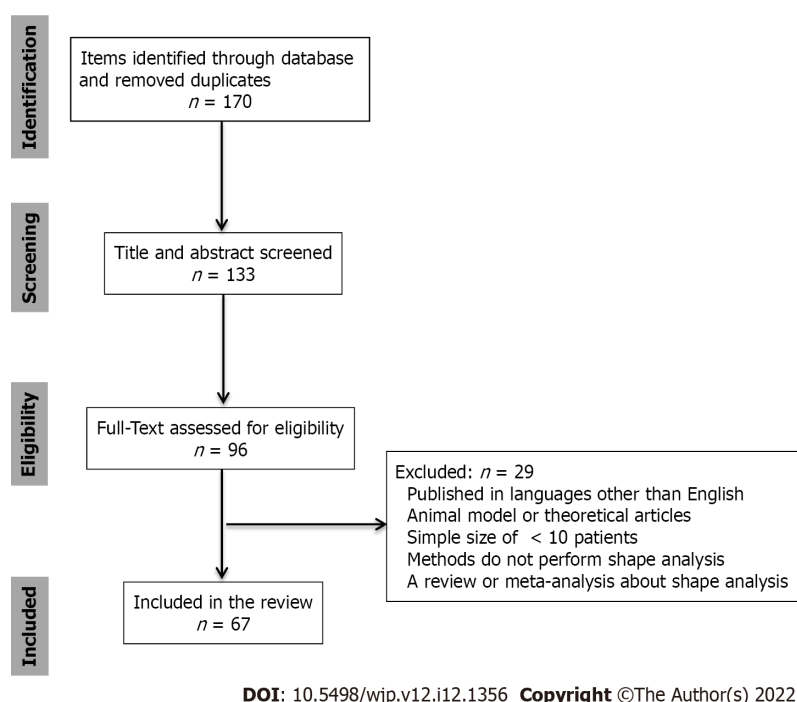 Identification
Items identified through database
and removed duplicates
n = 170
Screening
Title and abstract screened
n = 133
Eligibility
Full-Text assessed for eligibility
n = 96
Excluded: n = 29
Published in languages other than English
Animal model or theoretical articles
Simple size of < 10 patients
Methods do not perform shape analysis
A review or meta-analysis about shape analysis
Included
Included in the review
n = 67
DOI: 10.5498/wjp.v12.i12.1356 Copyright ©The Author(s) 2022